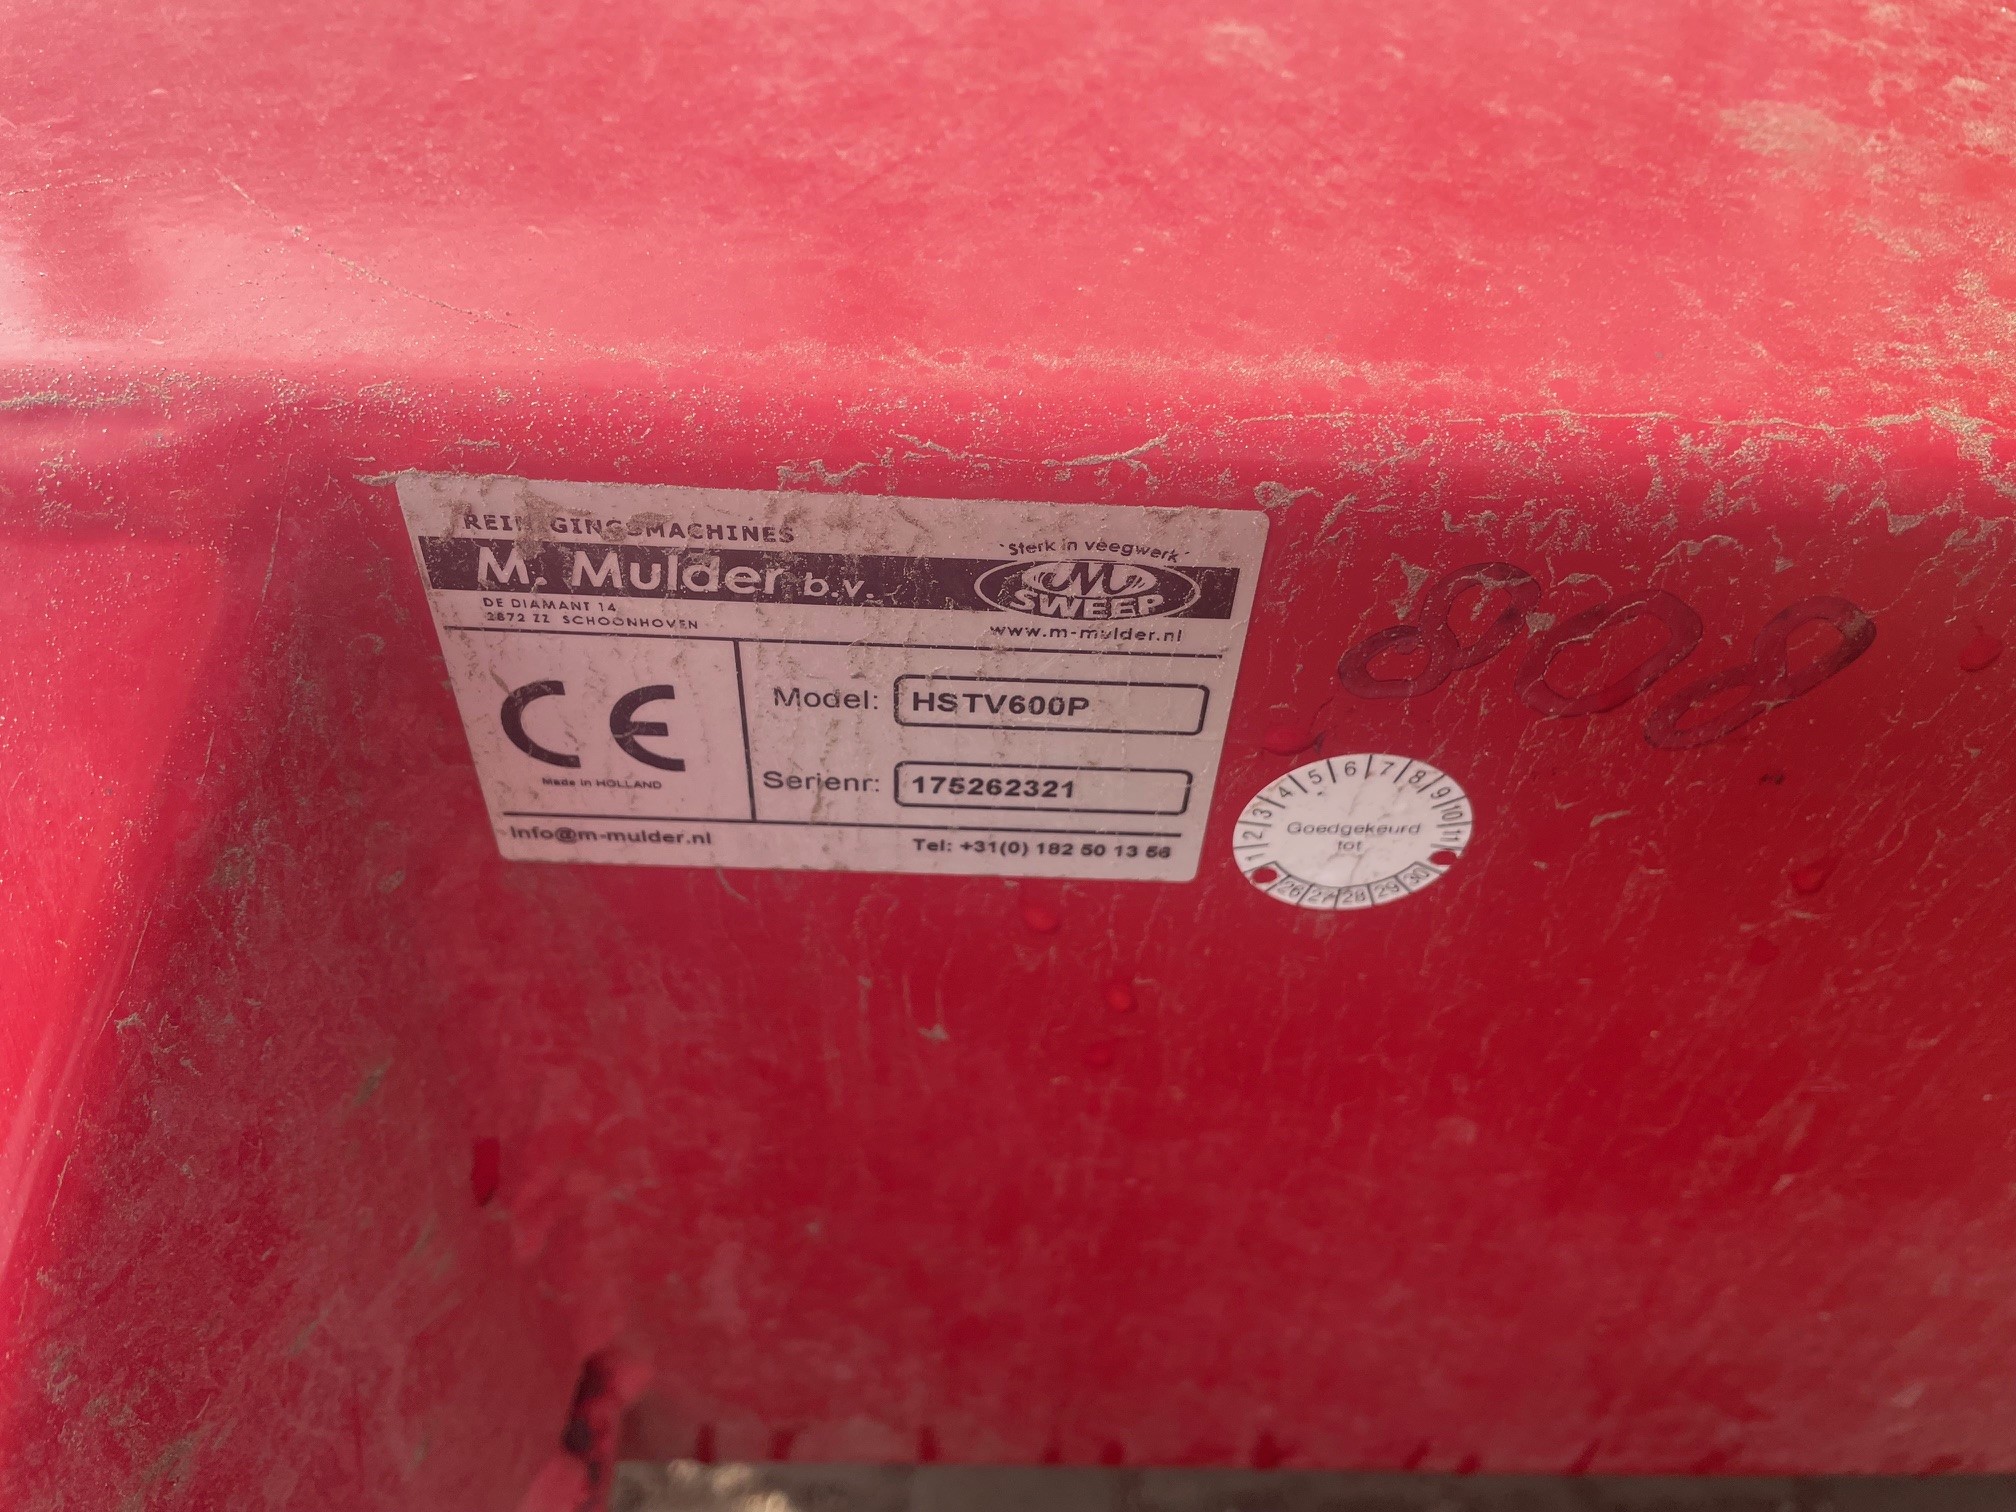 REINIGINGSMACHINES
M. Mulder b.v.
DE DIAMANT 14
2872 ZZ SCHOONHOVEN
"Sterk in veegwerk"
M
SWEEP
www.m-mulder.nl
CE
Made in HOLLAND
Model: HSTV600P
Serienr: 175262321
Info@m-mulder.nl
Tel: +31(0) 182 50 13 56
808
1 2 3 4 5 6 7 8 9 10 11
Goedgekeurd
tot
26 27 28 29 30